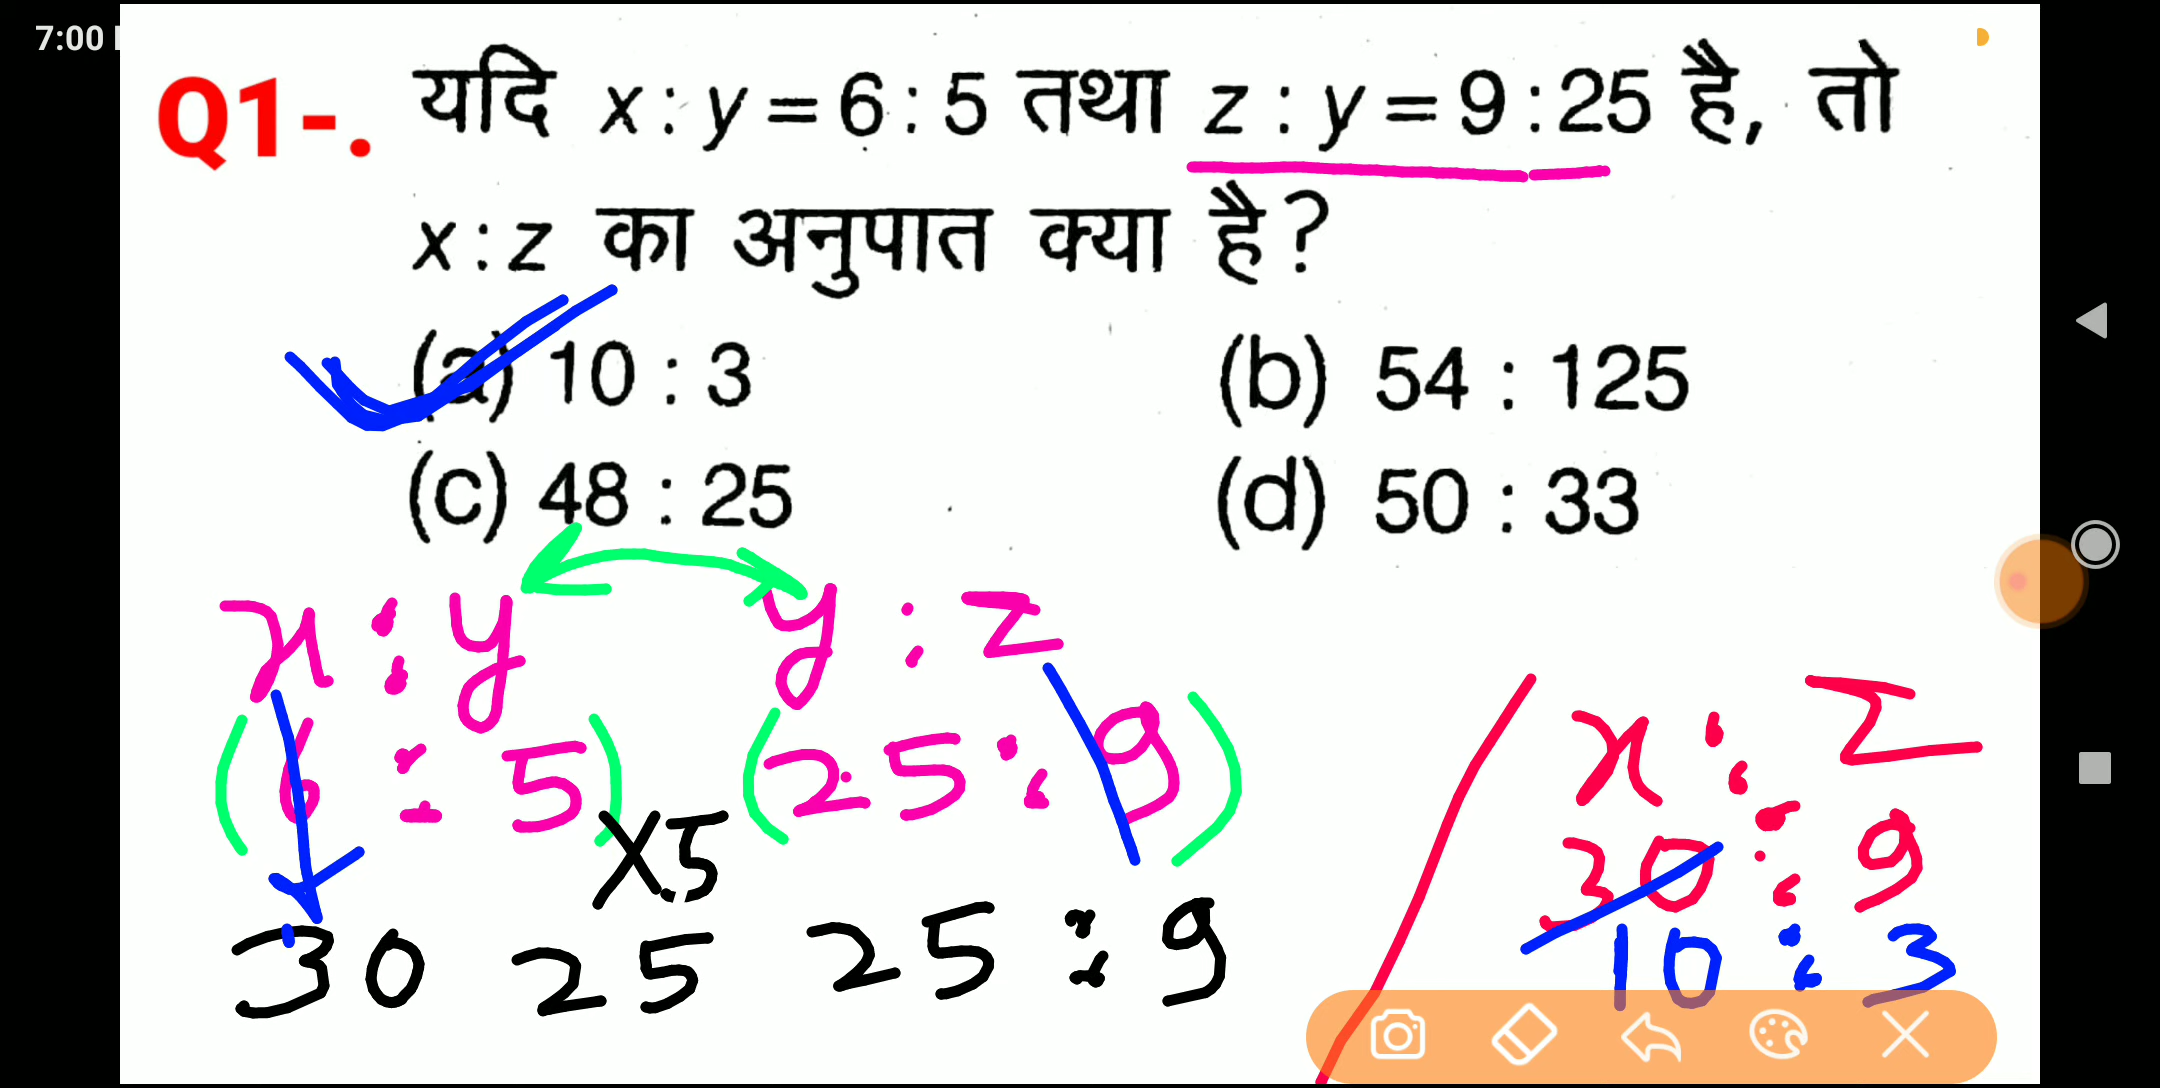 7:00
Q1-. यदि x : y = 6 : 5 तथा z : y = 9 : 25 है, तो
x : z का अनुपात क्या है?
(a) 10 : 3 (b) 54 : 125
(c) 48 : 25 (d) 50 : 33
x : y y : z
(6 : 5) (25 : 9)
x5
30 25 25 : 9
x : z
30 : 9
10 : 3